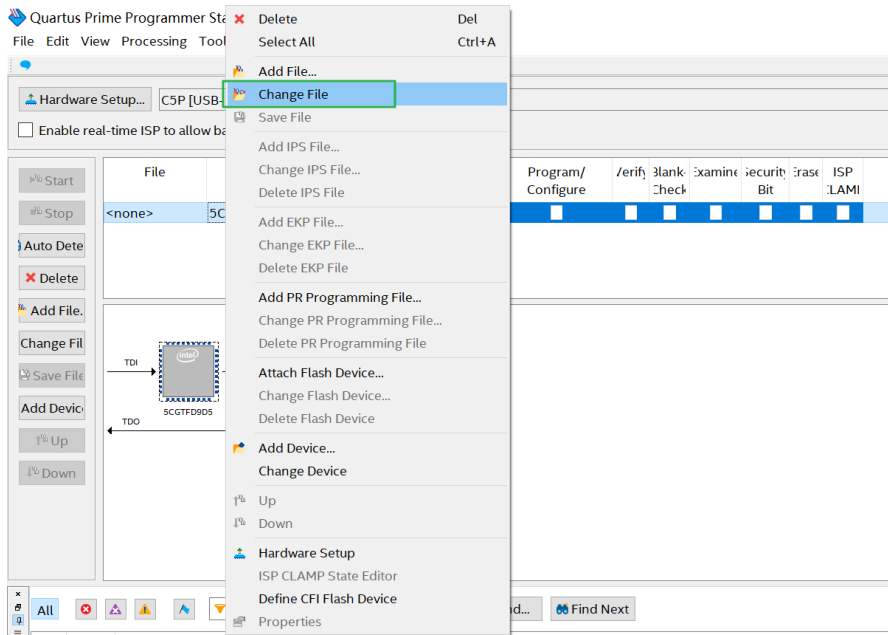 Quartus Prime Programmer Sta
File Edit View Processing Tool
Hardware Setup...
C5P [USB-
Enable real-time ISP to allow ba
Start
Stop
Auto Dete
Delete
Add File.
Change Fil
Save File
Add Devic
Up
Down
File
Program/
Configure
Verify
Blank-
Check
Examine
Security
Bit
Erase
ISP
CLAMP
<none>
5C
TDI
intel
5CGTFD9D5
TDO
Delete Del
Select All Ctrl+A
Add File...
Change File
Save File
Add IPS File...
Change IPS File...
Delete IPS File
Add EKP File...
Change EKP File...
Delete EKP File
Add PR Programming File...
Change PR Programming File...
Delete PR Programming File
Attach Flash Device...
Change Flash Device...
Delete Flash Device
Add Device...
Change Device
Up
Down
Hardware Setup
ISP CLAMP State Editor
Define CFI Flash Device
Properties
All
d...
Find Next